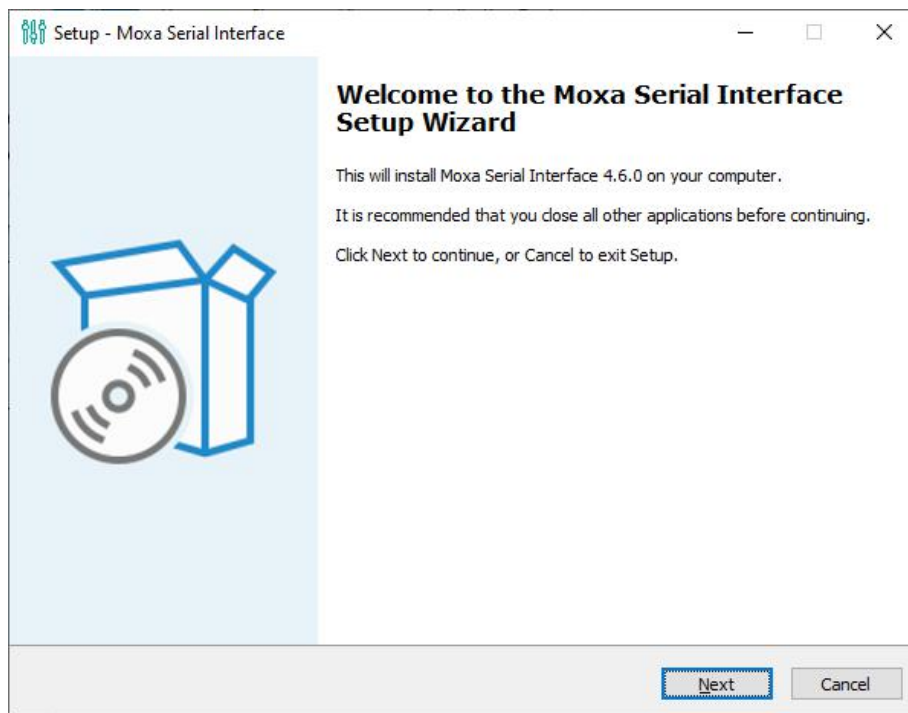 Setup - Moxa Serial Interface
Welcome to the Moxa Serial Interface
Setup Wizard
This will install Moxa Serial Interface 4.6.0 on your computer.
It is recommended that you close all other applications before continuing.
Click Next to continue, or Cancel to exit Setup.
Next
Cancel